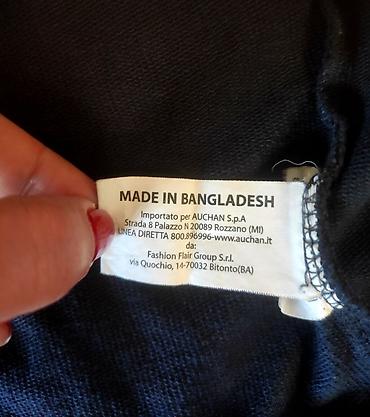 MADE IN BANGLADESH
Importato per AUCHAN S.p.A
Strada 8 Palazzo N 20089 Rozzano (MI)
LINEA DIRETTA 800.896996-www.auchan.it
da:
Fashion Flair Group S.r.l.
via Quochio, 14-70032 Bitonto(BA)